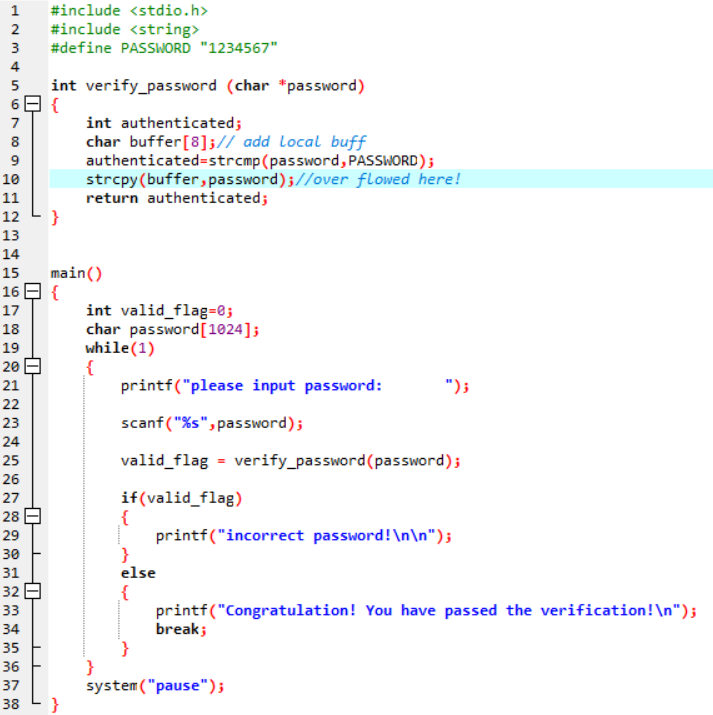 1 #include <stdio.h>
2 #include <string>
3 #define PASSWORD "1234567"
4
5 int verify_password (char *password)
6 {
7 int authenticated;
8 char buffer[8];// add local buff
9 authenticated=strcmp(password,PASSWORD);
10 strcpy(buffer,password);//over flowed here!
11 return authenticated;
12 }
13
14
15 main()
16 {
17 int valid_flag=0;
18 char password[1024];
19 while(1)
20 {
21 printf("please input password:       ");
22
23 scanf("%s",password);
24
25 valid_flag = verify_password(password);
26
27 if(valid_flag)
28 {
29 printf("incorrect password!\n\n");
30 }
31 else
32 {
33 printf("Congratulation! You have passed the verification!\n");
34 break;
35 }
36 }
37 system("pause");
38 }